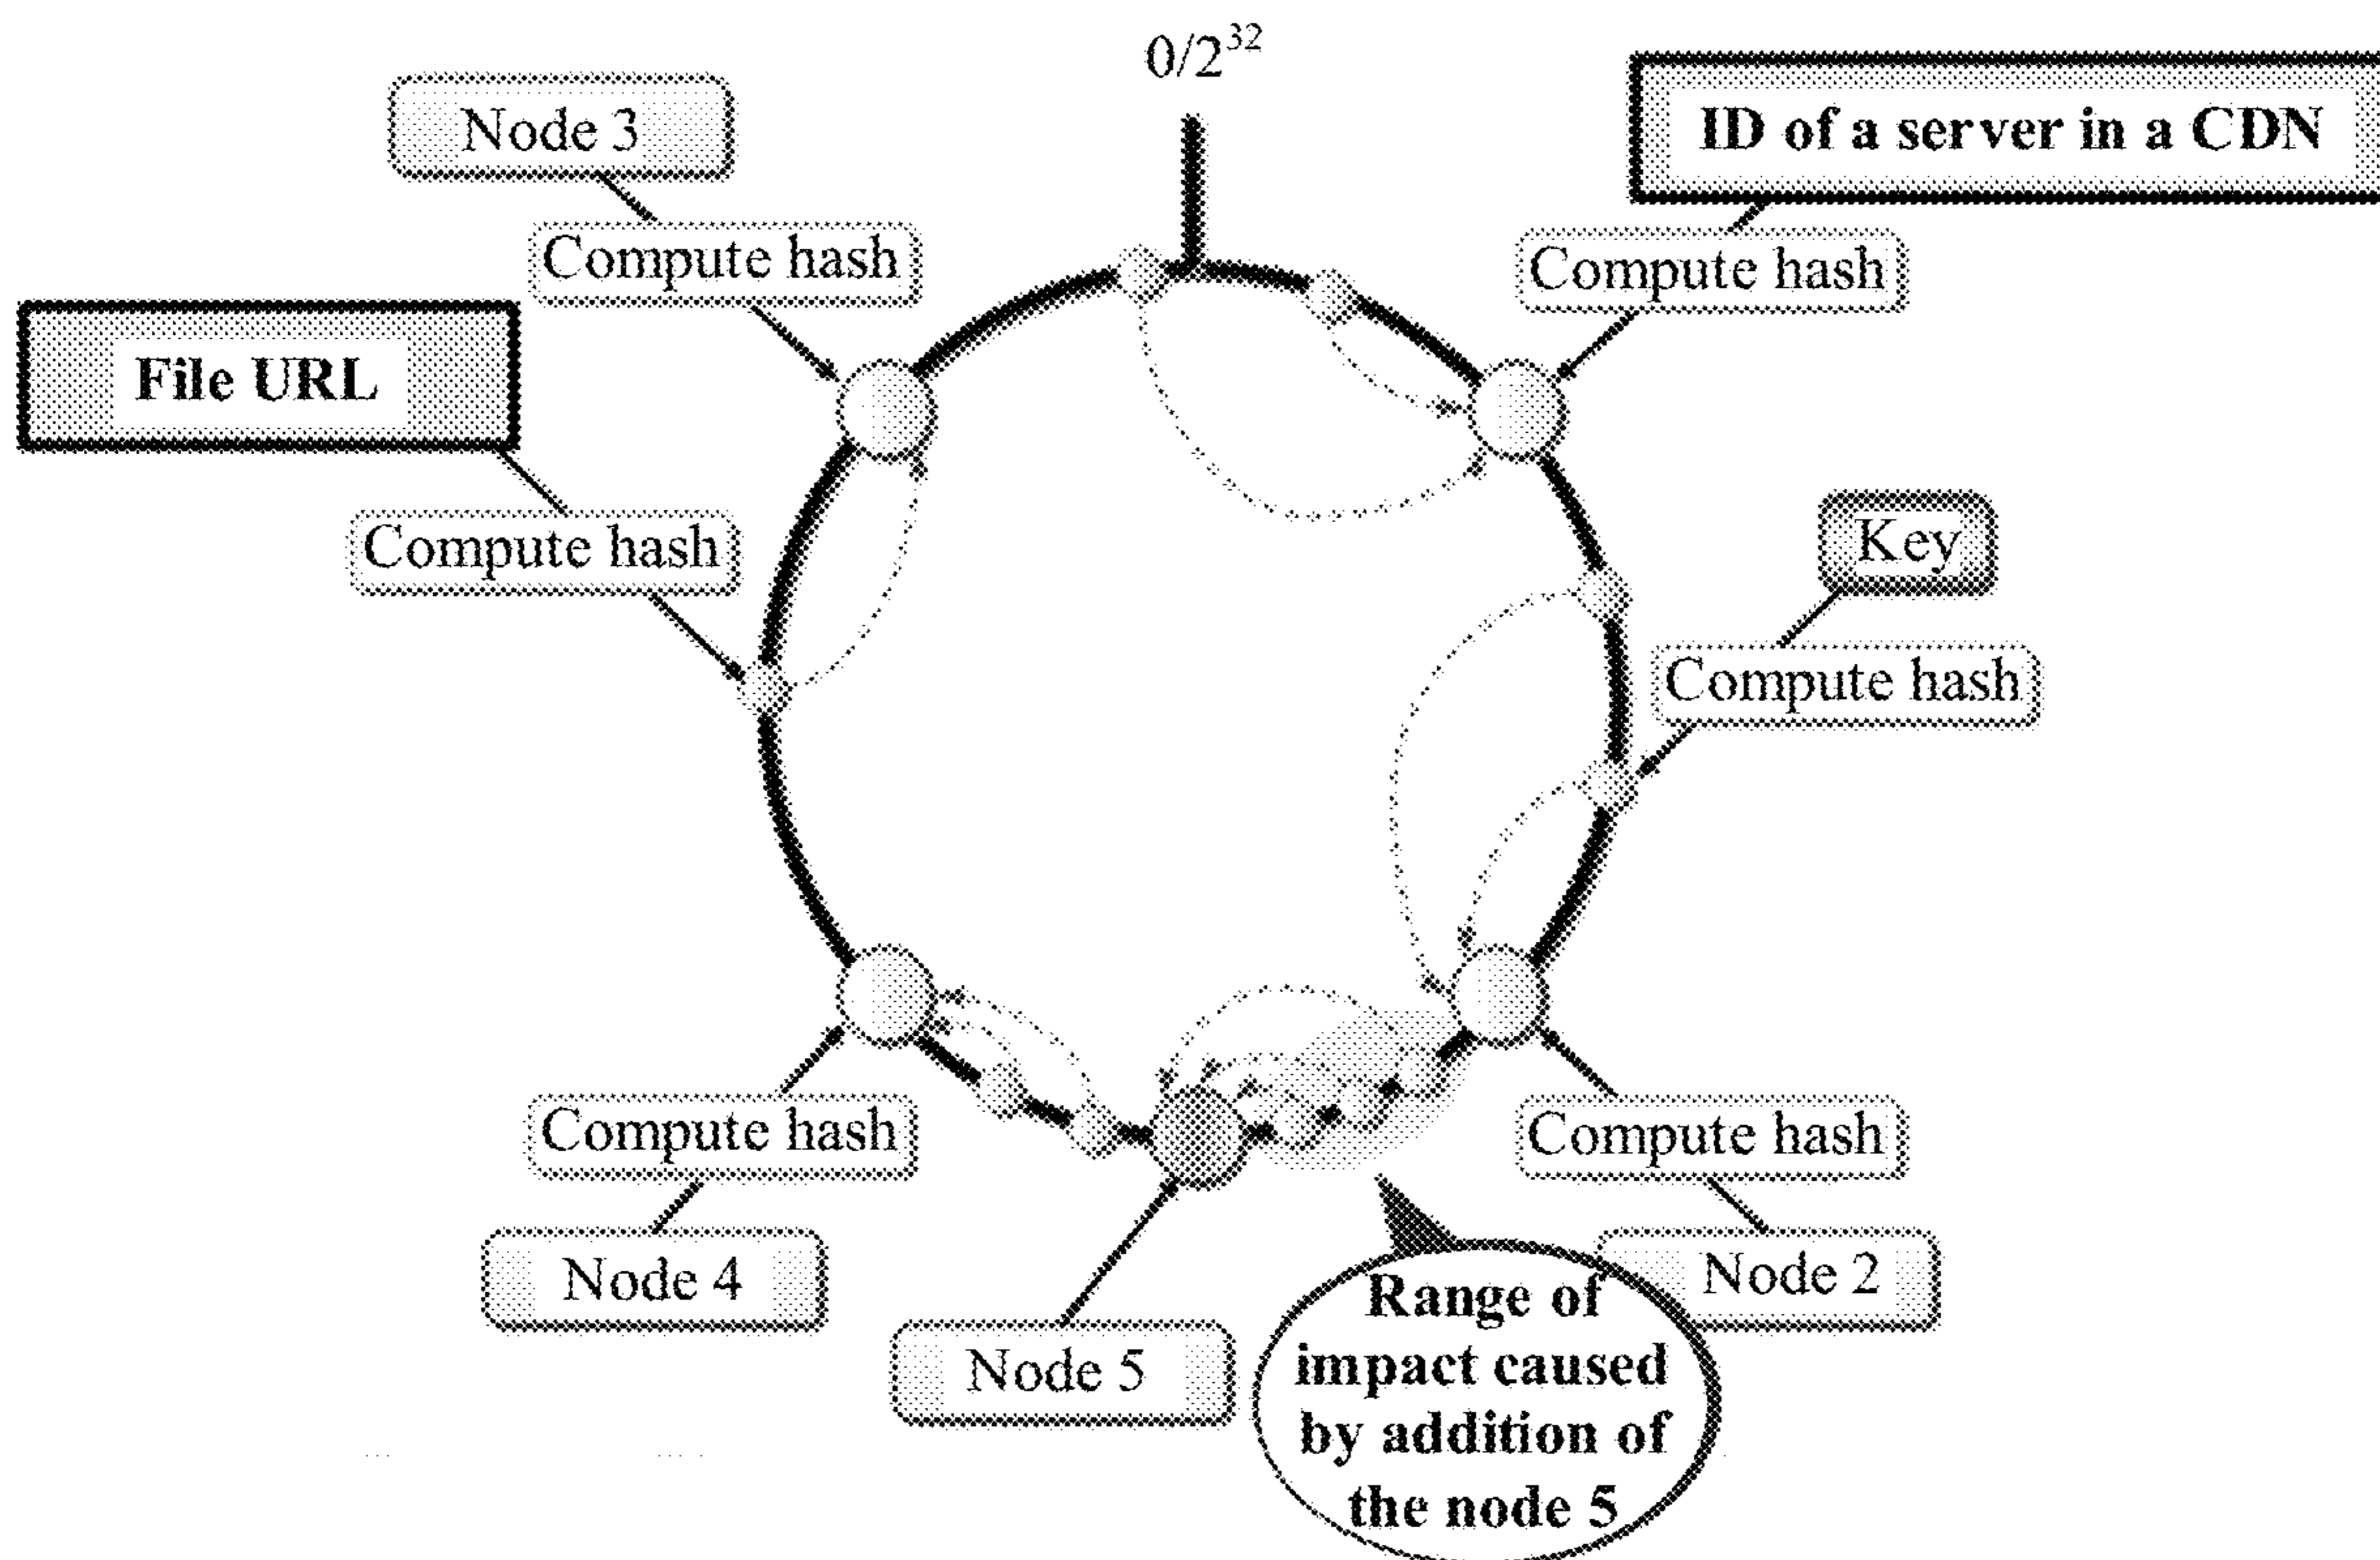 0/2³²
Node 3
ID of a server in a CDN
Compute hash
Compute hash
File URL
Key
Compute hash
Compute hash
Compute hash
Compute hash
Node 4
Node 2
Node 5
Range of
impact caused
by addition of
the node 5